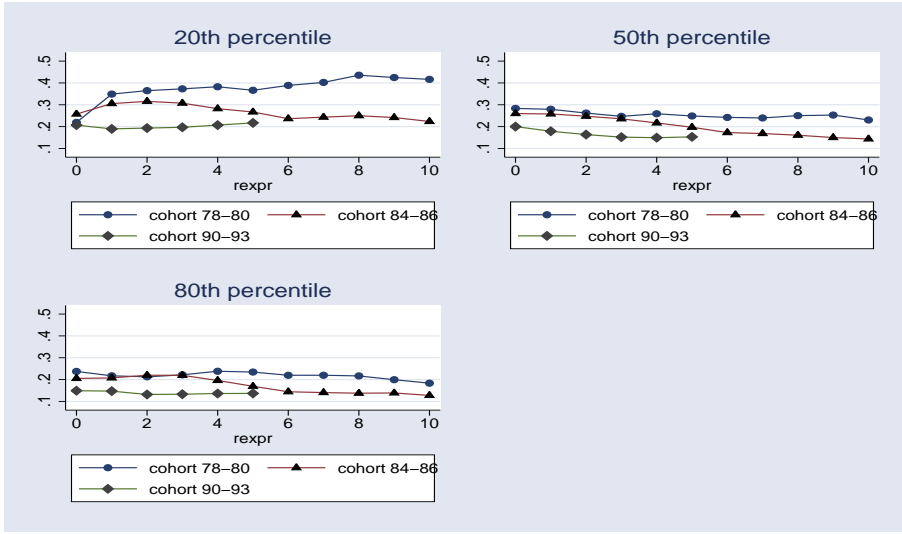 20th percentile
.5
.4
.3
.2
.1
0 2 4 6 8 10
rexpr
cohort 78–80 cohort 84–86
cohort 90–93
50th percentile
.5
.4
.3
.2
.1
0 2 4 6 8 10
rexpr
cohort 78–80 cohort 84–86
cohort 90–93
80th percentile
.5
.4
.3
.2
.1
0 2 4 6 8 10
rexpr
cohort 78–80 cohort 84–86
cohort 90–93